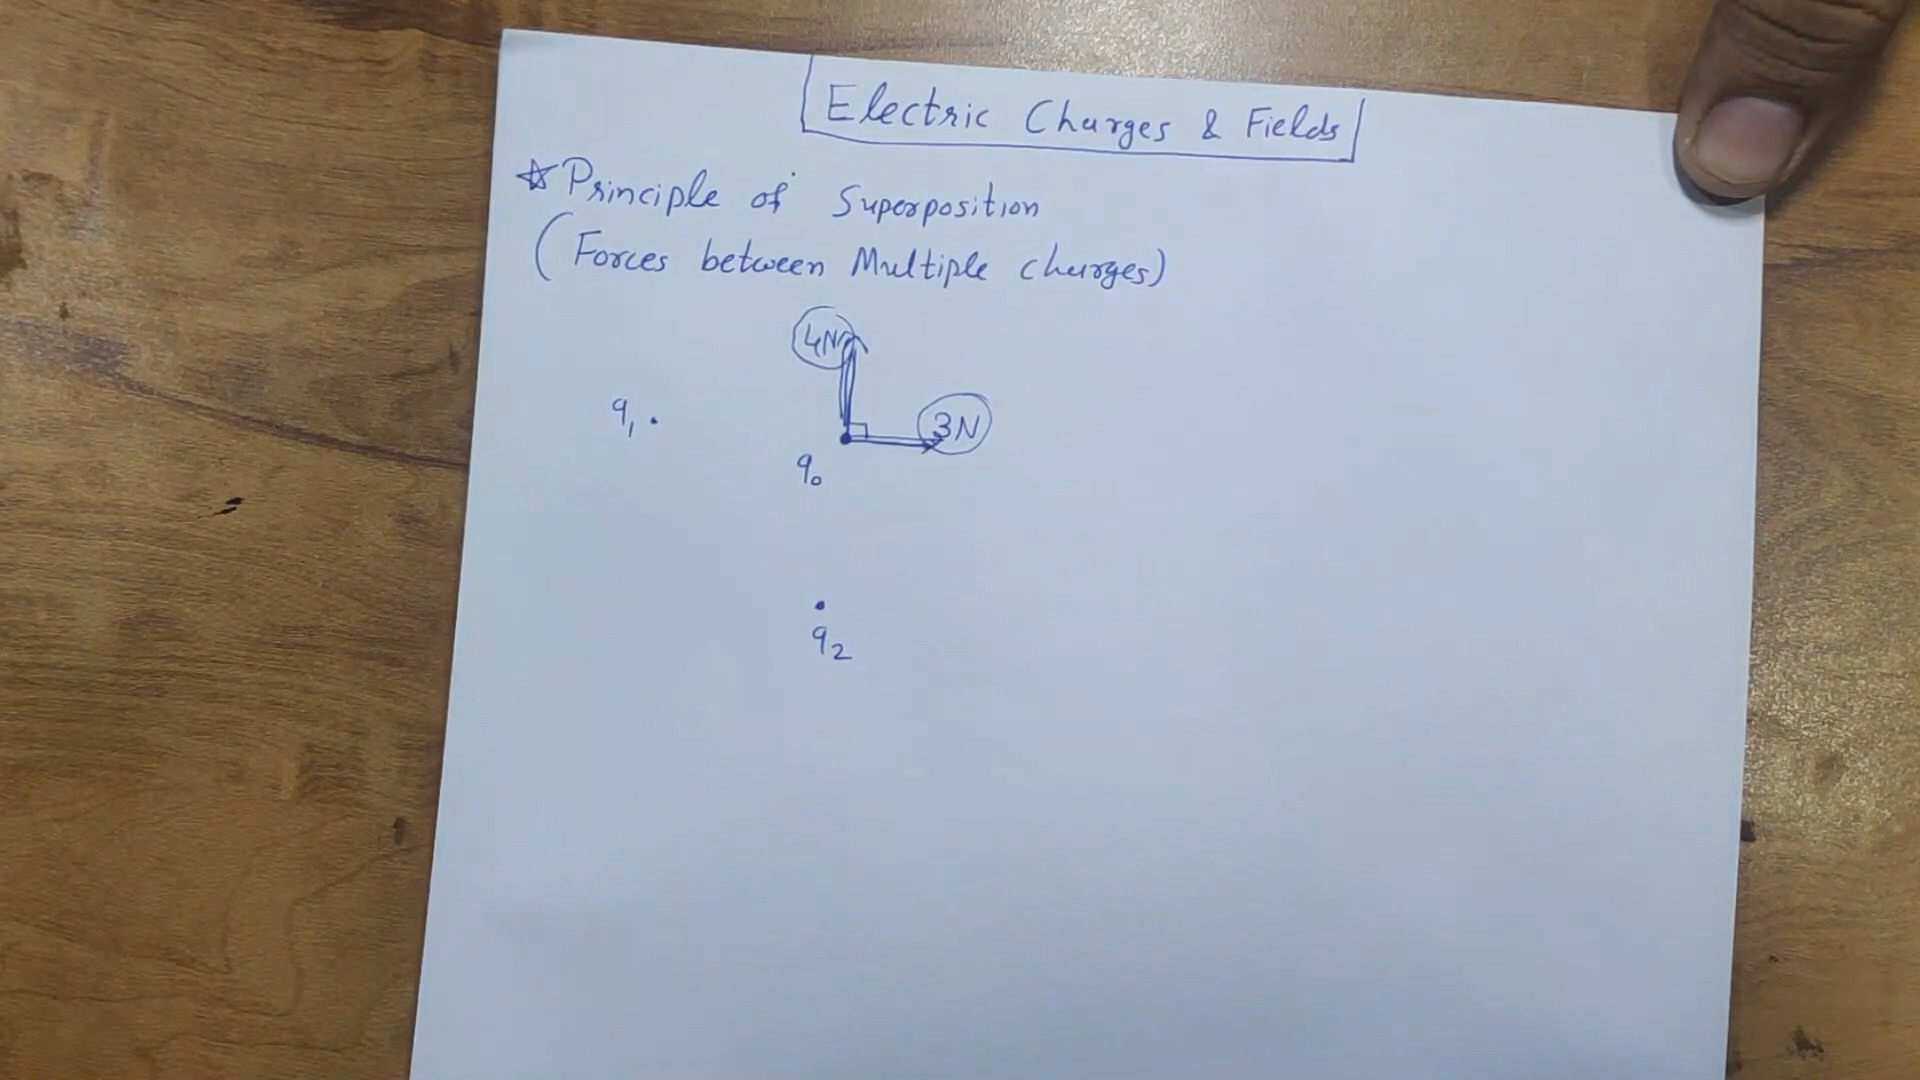 Electric Charges & Fields
☆ Principle of Superposition
(Forces between Multiple charges)
4N
q₁
3N
q₀
q₂